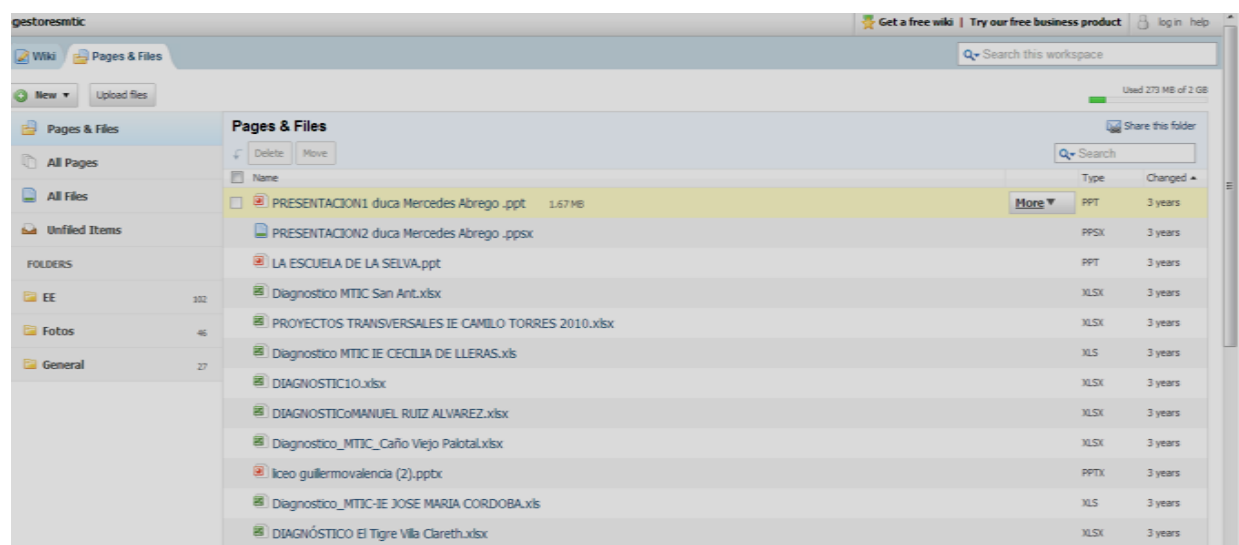 gestoresmtic Get a free wiki | Try our free business product log in help
Wiki Pages & Files Search this workspace
New Upload files Used 273 MB of 2 GB
Pages & Files
All Pages
All Files
Unfiled Items
FOLDERS
EE 102
Fotos 46
General 27
Pages & Files Share this folder
Delete Move Search
Name Type Changed
PRESENTACION1 duca Mercedes Abrego .ppt 1.67 MB More PPT 3 years
PRESENTACION2 duca Mercedes Abrego .ppsx PPSX 3 years
LA ESCUELA DE LA SELVA.ppt PPT 3 years
Diagnostico MTIC San Ant.xlsx XLSX 3 years
PROYECTOS TRANSVERSALES IE CAMILO TORRES 2010.xlsx XLSX 3 years
Diagnostico MTIC IE CECILIA DE LLERAS.xls XLS 3 years
DIAGNOSTIC1O.xlsx XLSX 3 years
DIAGNOSTICoMANUEL RUIZ ALVAREZ.xlsx XLSX 3 years
Diagnostico_MTIC_Caño Viejo Palotal.xlsx XLSX 3 years
liceo guillermovalencia (2).pptx PPTX 3 years
Diagnostico_MTIC-IE JOSE MARIA CORDOBA.xls XLS 3 years
DIAGNÓSTICO El Tigre Villa Clareth.xlsx XLSX 3 years